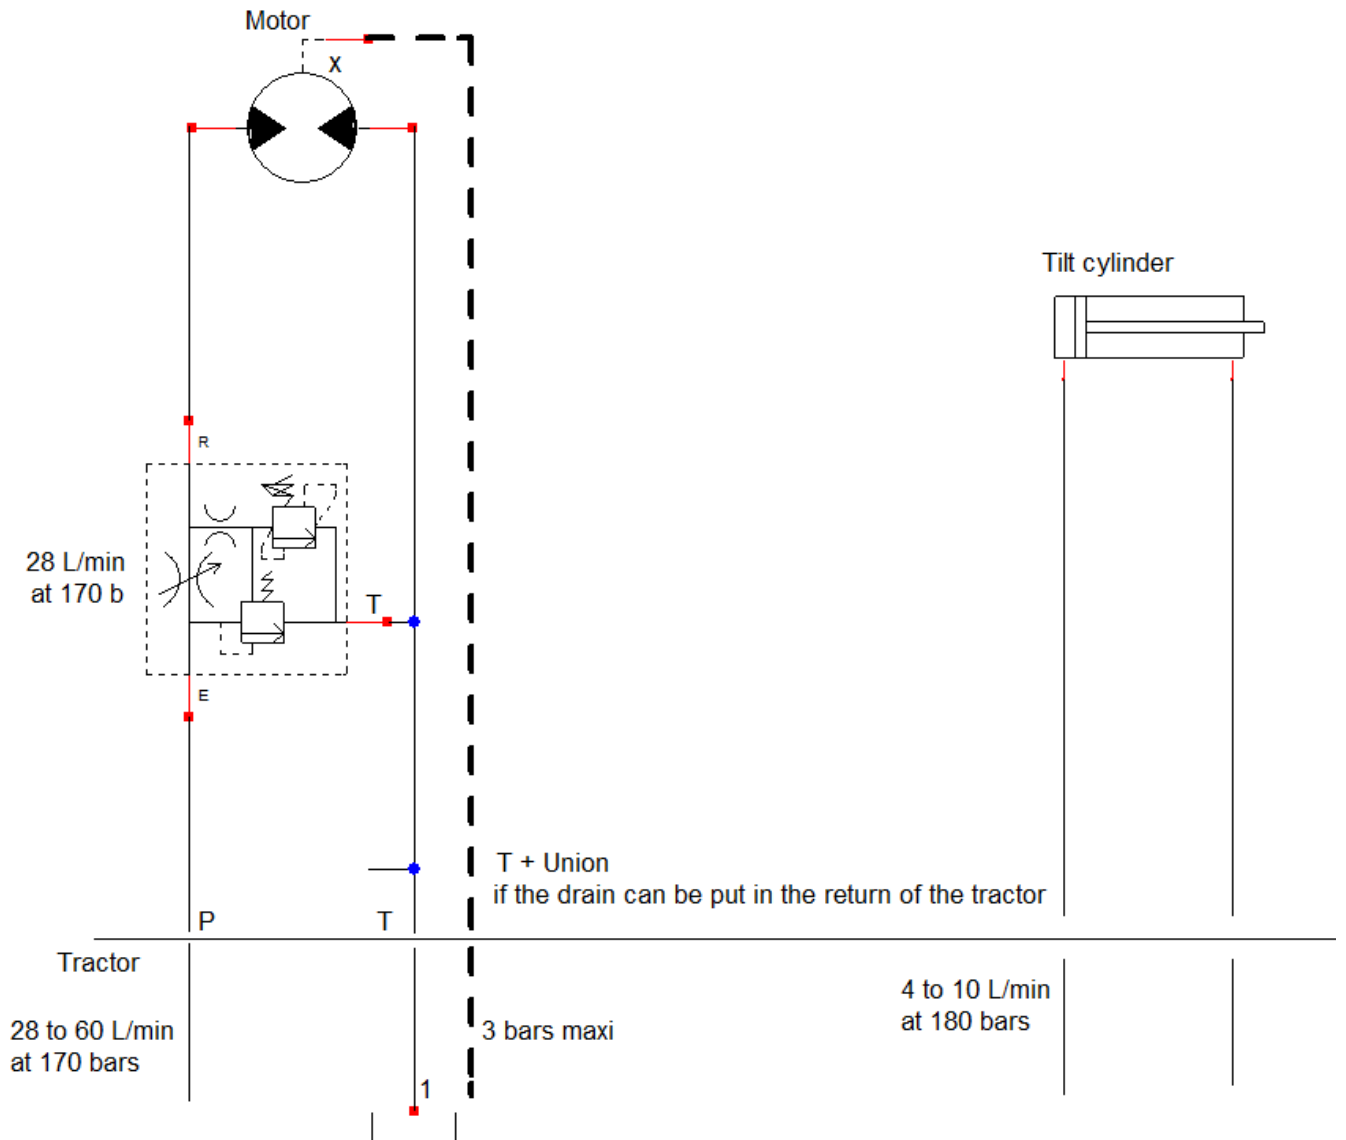 Motor
X
Tilt cylinder
R
28 L/min
at 170 b
T
E
T + Union
if the drain can be put in the return of the tractor
P
T
Tractor
4 to 10 L/min
at 180 bars
28 to 60 L/min
at 170 bars
3 bars maxi
1